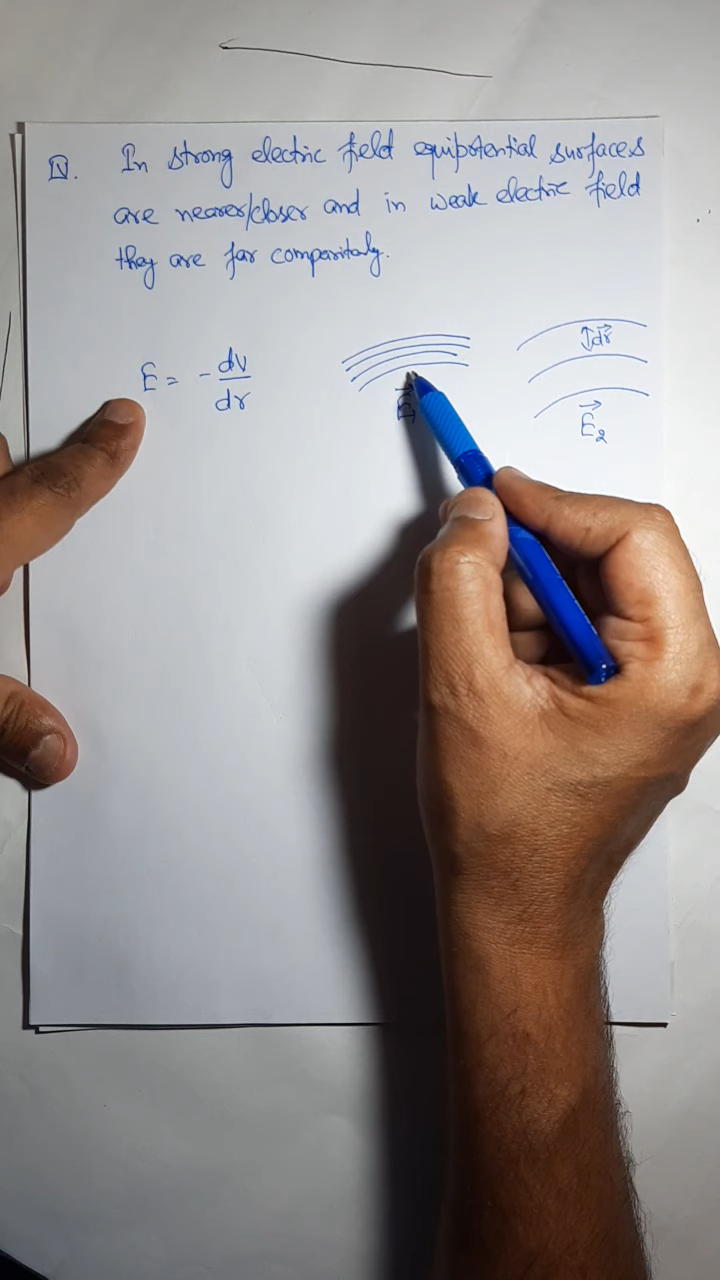 IV. In strong electric field equipotential surfaces
are nearer/closer and in weak electric field
they are far comparitaly.
E = - dV/dr
dr
E₂